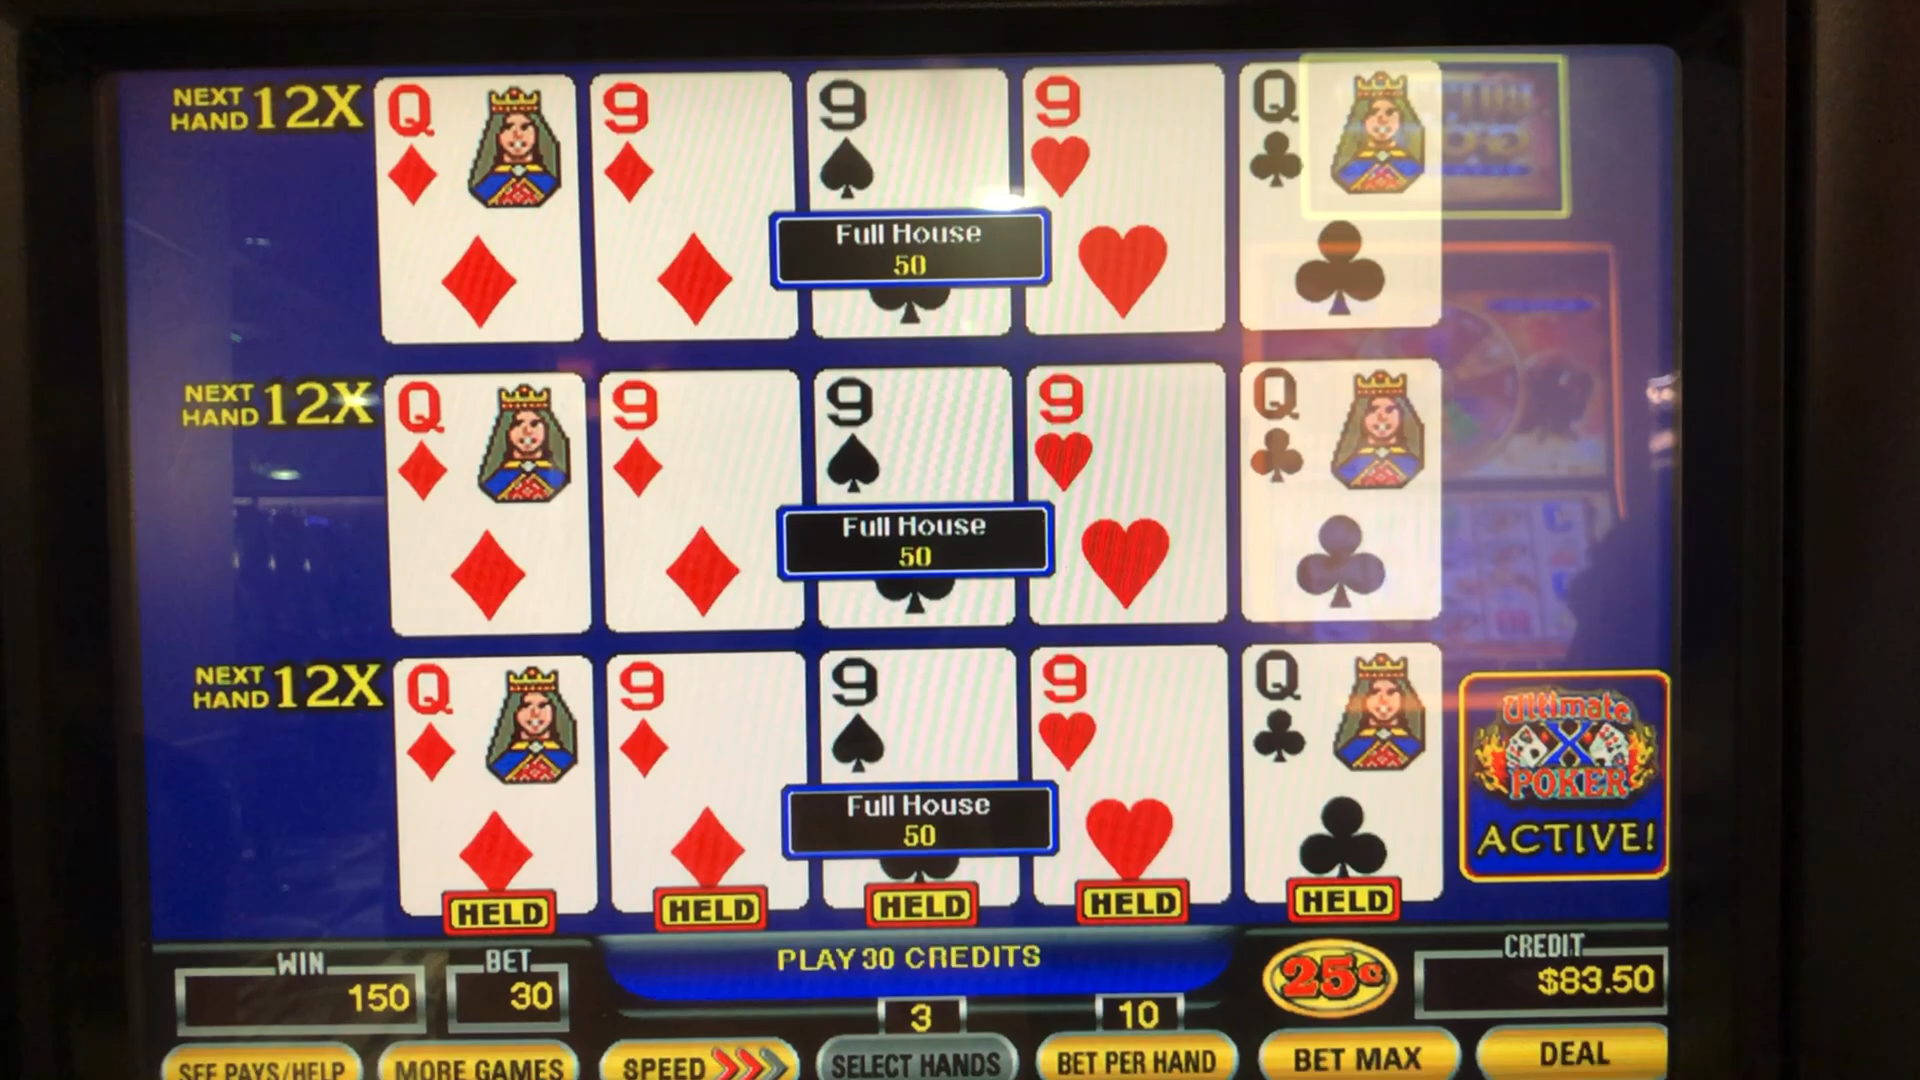 NEXT HAND 12X
Q 9 9 9 Q
Full House
50
NEXT HAND 12X
Q 9 9 9 Q
Full House
50
NEXT HAND 12X
Q 9 9 9 Q
Full House
50
Ultimate
X
POKER
ACTIVE!
HELD HELD HELD HELD HELD
WIN
150
BET
30
PLAY 30 CREDITS
25¢
CREDIT
$83.50
3
10
SEE PAYS/HELP
MORE GAMES
SPEED
SELECT HANDS
BET PER HAND
BET MAX
DEAL